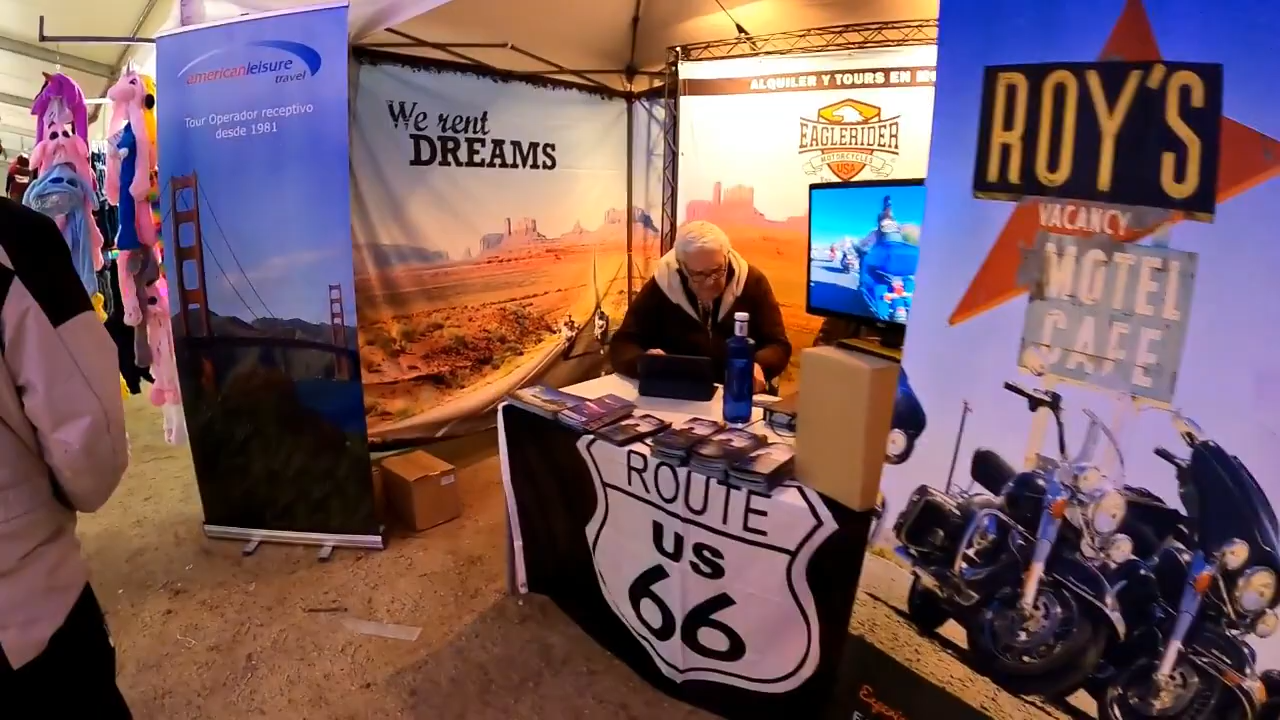 americanleisure
travel
Tour Operador receptivo
desde 1981
We rent
DREAMS
ALQUILER Y TOURS EN
EAGLERIDER
MOTORCYCLES
USA
ROY'S
VACANCY
MOTEL
CAFE
ROUTE
US
66